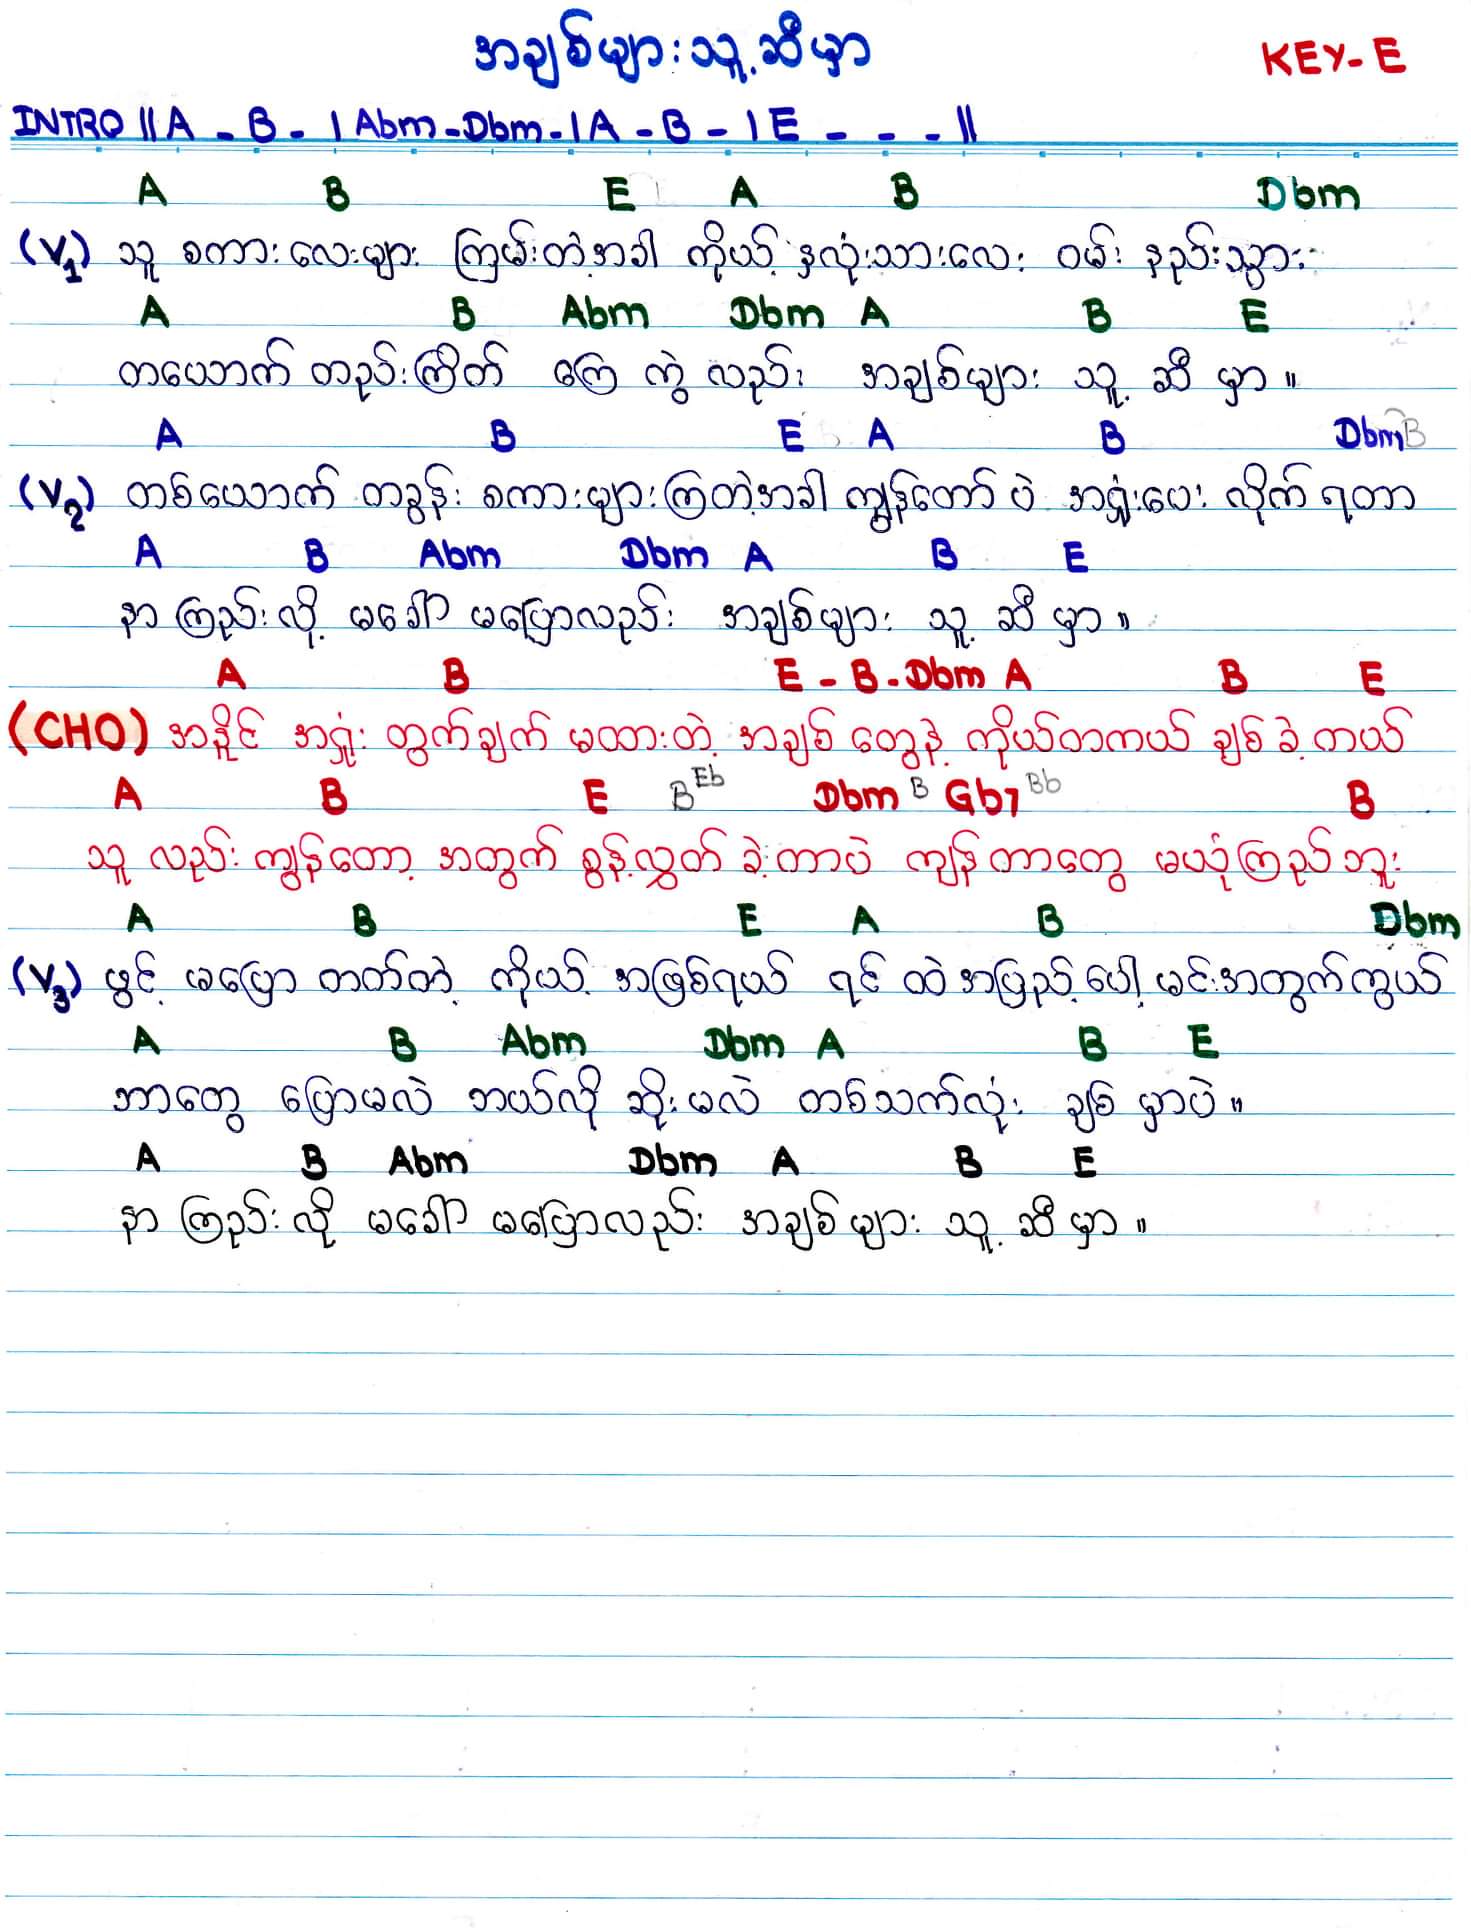 အချစ်များသူ့ဆီမှာ
KEY-E
INTRO ||A - B - | Abm - Dbm - | A - B - | E - - - ||
A B E A B Dbm
(V1) သူ စကားလေးများ ကြမ်းတဲ့အခါ ကိုယ့် နှလုံးသားလေး ဝမ်း နည်းသွား
A B Abm Dbm A B E
တယောက် တည်းကြိတ် ကြေ ကွဲ လည်း အချစ်များ သူ့ ဆီ မှာ။
A B E A B Dbm B
(V2) တစ်ယောက် တခွန်း စကားများကြတဲ့အခါ ကျွန်တော် ပဲ အရှုံးပေး လိုက် ရတာ
A B Abm Dbm A B E
နာ ကြည်း လို့ မခေါ် မပြောလည်း အချစ်များ သူ့ ဆီ မှာ။
A B E - B - Dbm A B E
(CHO) အနိုင် အရှုံး တွက်ချက် မထားတဲ့ အချစ် တွေနဲ့ ကိုယ်တကယ် ချစ် ခဲ့ တယ်
A B E B Eb Dbm B Gb7 Bb B
သူ လည်း ကျွန်တော့ အတွက် စွန့်လွှတ် ခဲ့တာပဲ ကျန်တာတွေ မယုံကြည်ဘူး
A B E A B Dbm
(V3) ဖွင့် မပြော တတ်တဲ့ ကိုယ့် အဖြစ်ရယ် ရင် ထဲအပြည့် ပေါ့ မင်းအတွက်ကွယ်
A B Abm Dbm A B E
ဘာတွေ ပြောမလဲ ဘယ်လို ဆိုးမလဲ တစ်သက်လုံး ချစ် မှာပဲ။
A B Abm Dbm A B E
နာ ကြည်း လို့ မခေါ် မပြောလည်း အချစ်များ သူ့ ဆီ မှာ။